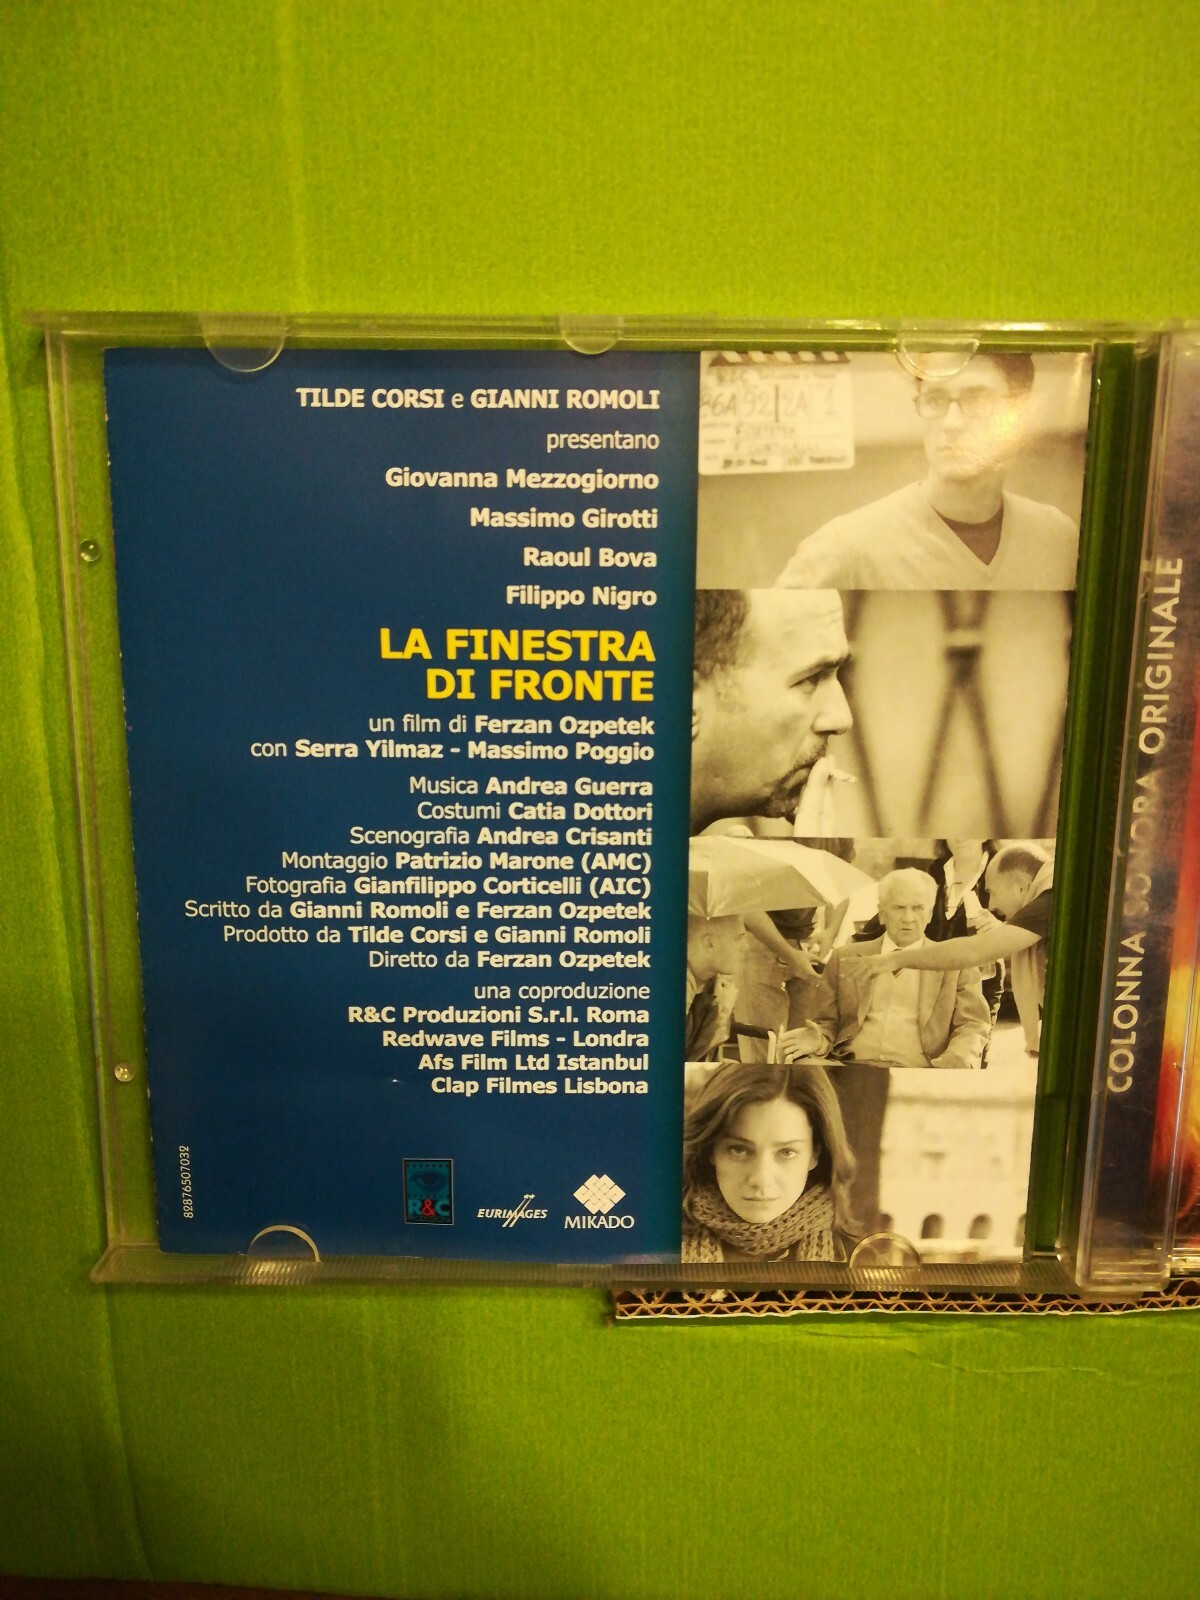 TILDE CORSI e GIANNI ROMOLI
presentano
Giovanna Mezzogiorno
Massimo Girotti
Raoul Bova
Filippo Nigro
LA FINESTRA
DI FRONTE
un film di Ferzan Ozpetek
con Serra Yilmaz - Massimo Poggio
Musica Andrea Guerra
Costumi Catia Dottori
Scenografia Andrea Crisanti
Montaggio Patrizio Marone (AMC)
Fotografia Gianfilippo Corticelli (AIC)
Scritto da Gianni Romoli e Ferzan Ozpetek
Prodotto da Tilde Corsi e Gianni Romoli
Diretto da Ferzan Ozpetek
una coproduzione
R&C Produzioni S.r.l. Roma
Redwave Films - Londra
Afs Film Ltd Istanbul
Clap Filmes Lisbona
82876507032
R&C
EURIMAGES
MIKADO
86A 92 2A 1
COLONNA SONORA ORIGINALE